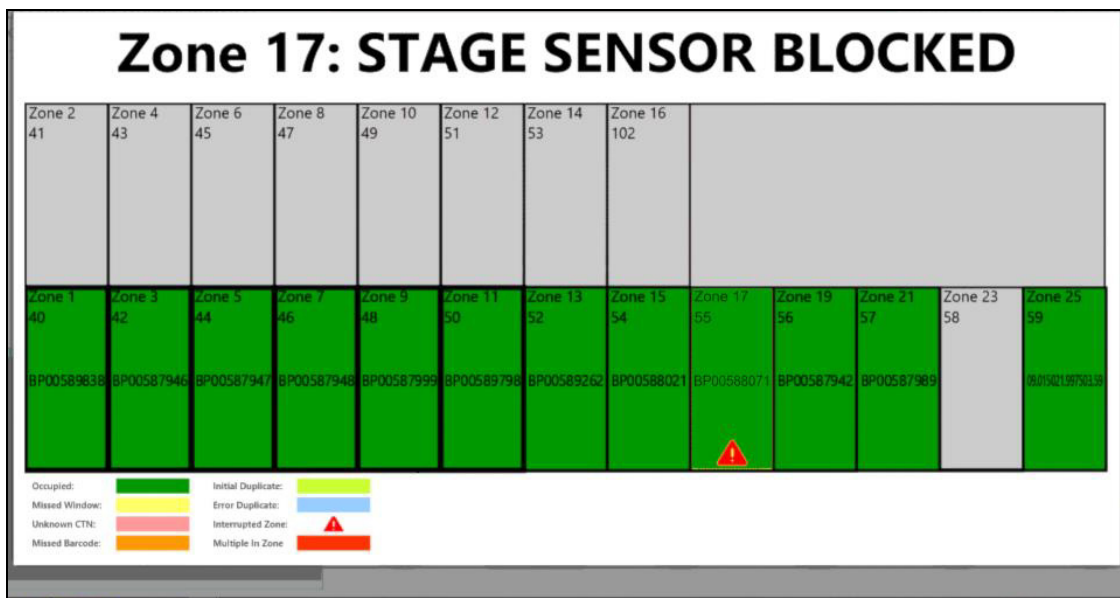 Zone 17: STAGE SENSOR BLOCKED
Zone 2 Zone 4 Zone 6 Zone 8 Zone 10 Zone 12 Zone 14 Zone 16
41 43 45 47 49 51 53 102
Zone 1 Zone 3 Zone 5 Zone 7 Zone 9 Zone 11 Zone 13 Zone 15 Zone 17 Zone 19 Zone 21 Zone 23 Zone 25
40 42 44 46 48 50 52 54 55 56 57 58 59
BP00589838 BP00587946 BP00587947 BP00587948 BP00587999 BP00589798 BP00589262 BP00588021 BP00588071 BP00587942 BP00587989
Occupied: Initial Duplicate:
Missed Window: Error Duplicate:
Unknown CTN: Interrupted Zone:
Missed Barcode: Multiple In Zone